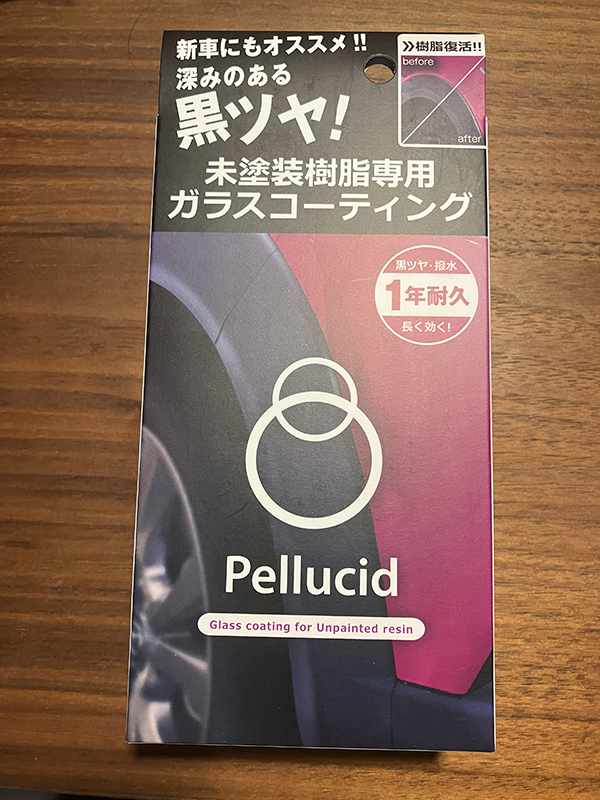 新車にもオススメ!!
深みのある
黒ツヤ!
≫樹脂復活!!
before
after
未塗装樹脂専用
ガラスコーティング
黒ツヤ・撥水
1年耐久
長く効く!
Pellucid
Glass coating for Unpainted resin